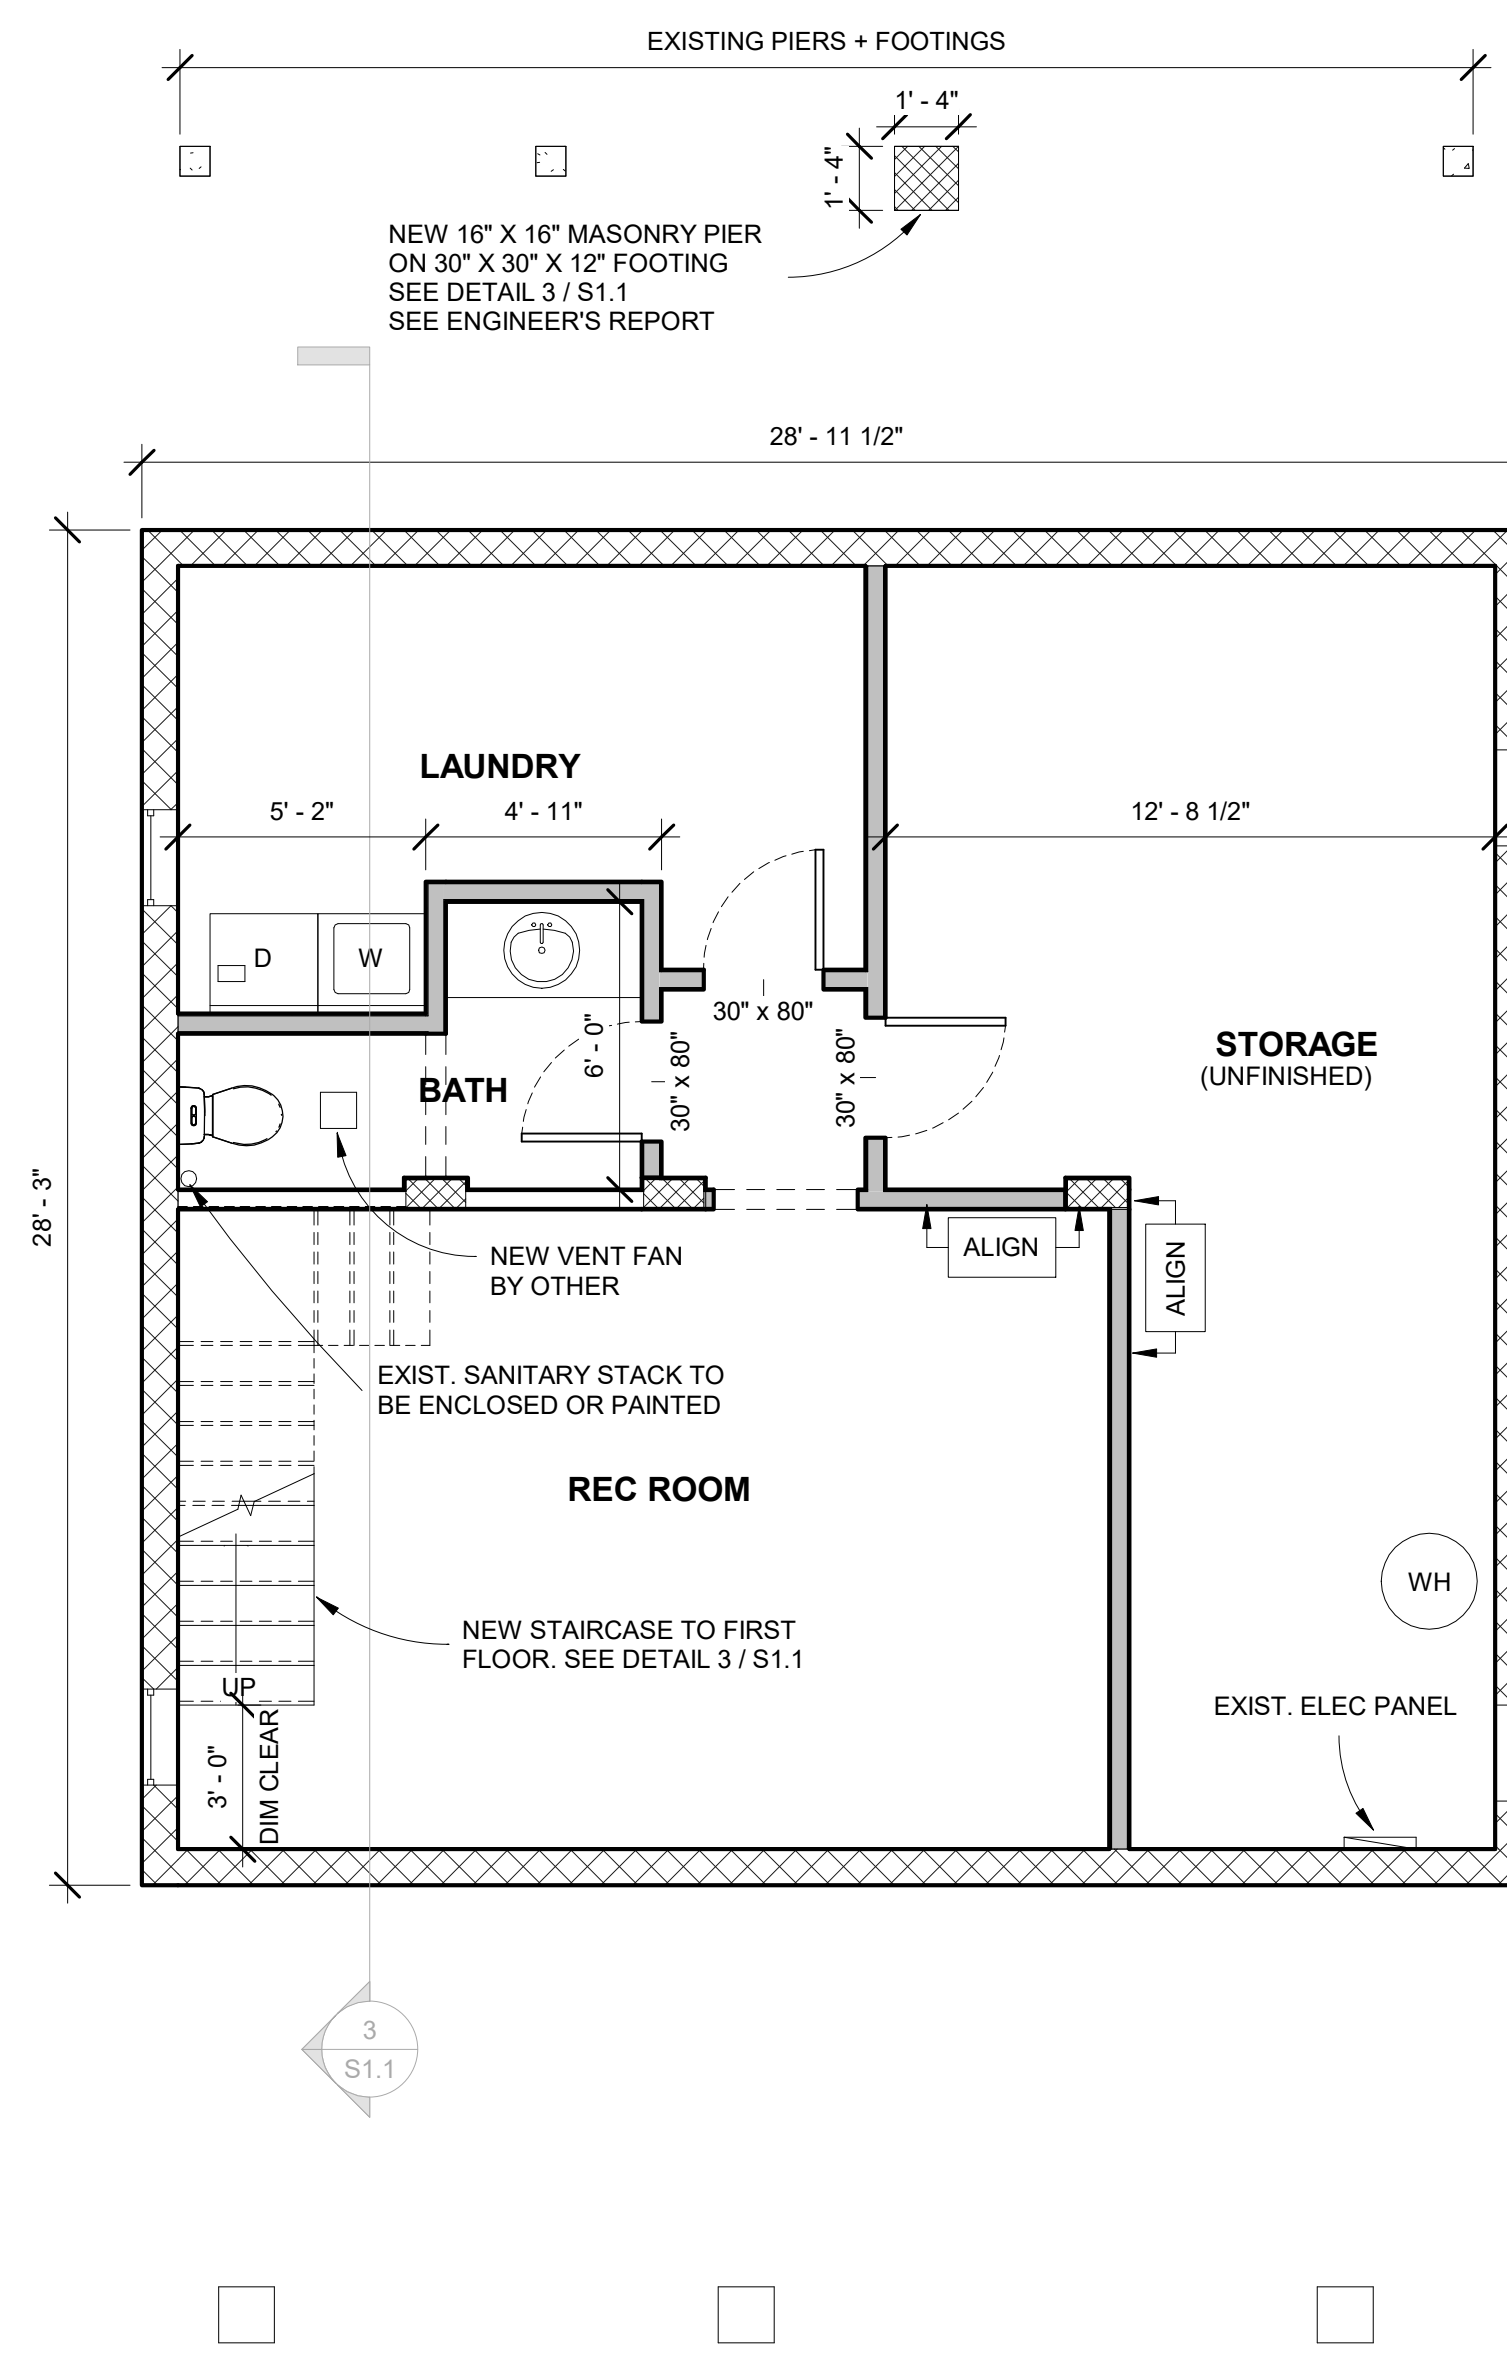 EXISTING PIERS + FOOTINGS
1' - 4"
1' - 4"
NEW 16" X 16" MASONRY PIER
ON 30" X 30" X 12" FOOTING
SEE DETAIL 3 / S1.1
SEE ENGINEER'S REPORT
28' - 11 1/2"
LAUNDRY
5' - 2"
4' - 11"
12' - 8 1/2"
D
W
30" x 80"
6' - 0"
30" x 80"
30" x 80"
STORAGE
(UNFINISHED)
BATH
28' - 3"
NEW VENT FAN
BY OTHER
ALIGN
ALIGN
EXIST. SANITARY STACK TO
BE ENCLOSED OR PAINTED
REC ROOM
WH
NEW STAIRCASE TO FIRST
FLOOR. SEE DETAIL 3 / S1.1
UP
EXIST. ELEC PANEL
3' - 0"
DIM CLEAR
3
S1.1